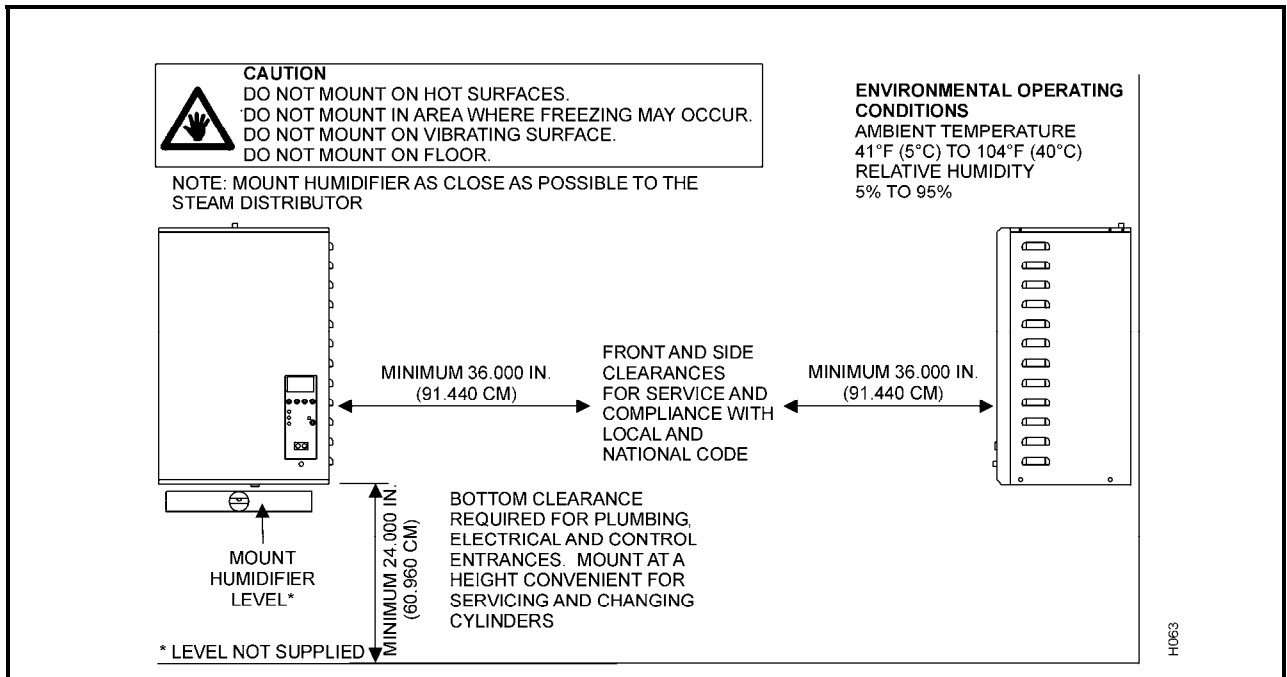 CAUTION
DO NOT MOUNT ON HOT SURFACES.
DO NOT MOUNT IN AREA WHERE FREEZING MAY OCCUR.
DO NOT MOUNT ON VIBRATING SURFACE.
DO NOT MOUNT ON FLOOR.
NOTE: MOUNT HUMIDIFIER AS CLOSE AS POSSIBLE TO THE
STEAM DISTRIBUTOR
ENVIRONMENTAL OPERATING
CONDITIONS
AMBIENT TEMPERATURE
41°F (5°C) TO 104°F (40°C)
RELATIVE HUMIDITY
5% TO 95%
MINIMUM 36.000 IN.
(91.440 CM)
FRONT AND SIDE
CLEARANCES
FOR SERVICE AND
COMPLIANCE WITH
LOCAL AND
NATIONAL CODE
MINIMUM 36.000 IN.
(91.440 CM)
MOUNT
HUMIDIFIER
LEVEL*
MINIMUM 24.000 IN.
(60.960 CM)
BOTTOM CLEARANCE
REQUIRED FOR PLUMBING,
ELECTRICAL AND CONTROL
ENTRANCES. MOUNT AT A
HEIGHT CONVENIENT FOR
SERVICING AND CHANGING
CYLINDERS
* LEVEL NOT SUPPLIED
H063